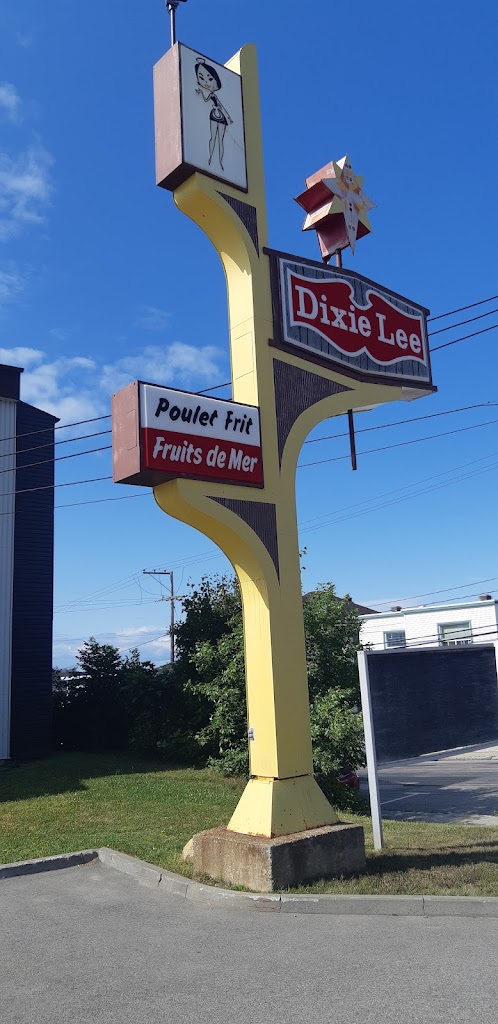 Dixie Lee
Poulet Frit
Fruits de Mer